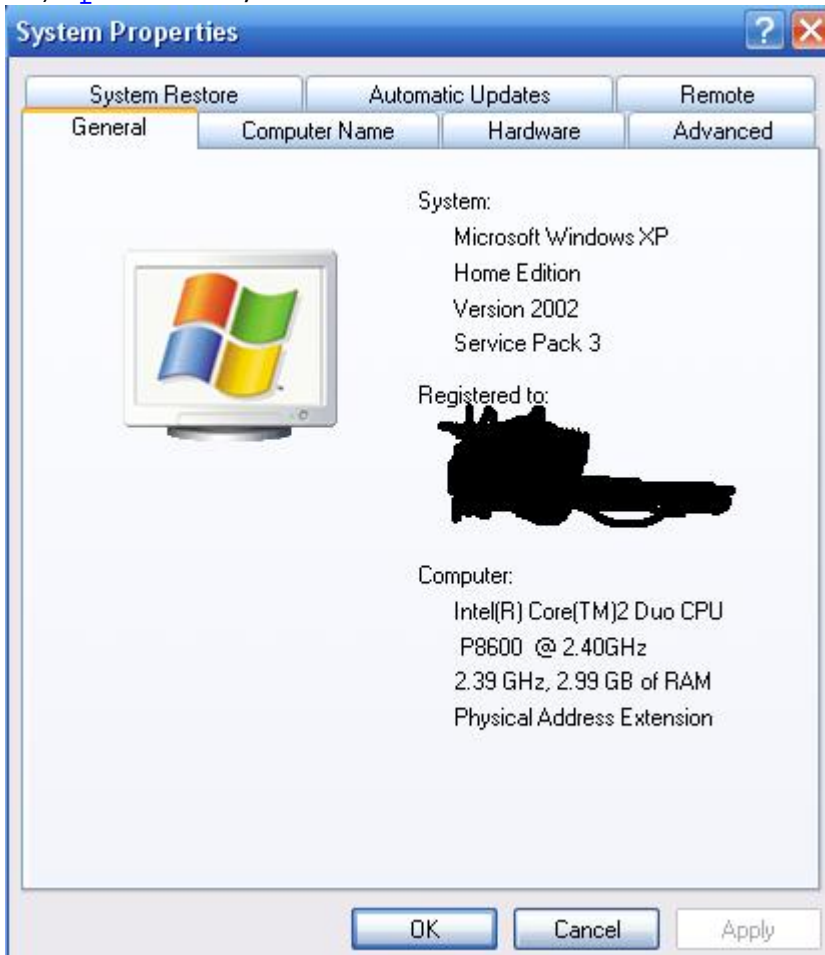 System Properties
System Restore
Automatic Updates
Remote
General
Computer Name
Hardware
Advanced
System:
Microsoft Windows XP
Home Edition
Version 2002
Service Pack 3
Registered to:
Computer:
Intel(R) Core(TM)2 Duo CPU
P8600 @ 2.40GHz
2.39 GHz, 2.99 GB of RAM
Physical Address Extension
OK
Cancel
Apply